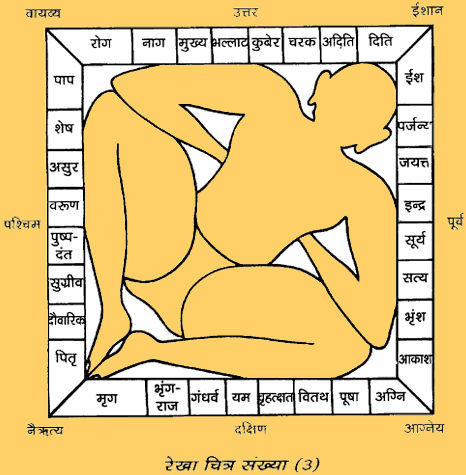 वायव्य उत्तर ईशान
रोग नाग मुख्य भल्लाट कुबेर चरक अदिति दिति
पाप ईश
शेष पर्जन्य
असुर जयत्त
वरूण इन्द्र
पश्चिम पूर्व
पुष्प-
दंत सूर्य
सुग्रीव सत्य
दौवारिक भृंश
पितृ आकाश
मृग भृंग-
राज गंधर्व यम बृहत्क्षत वितथ पूषा अग्नि
नैऋत्य दक्षिण आग्नेय
रेखा चित्र संख्या (3)